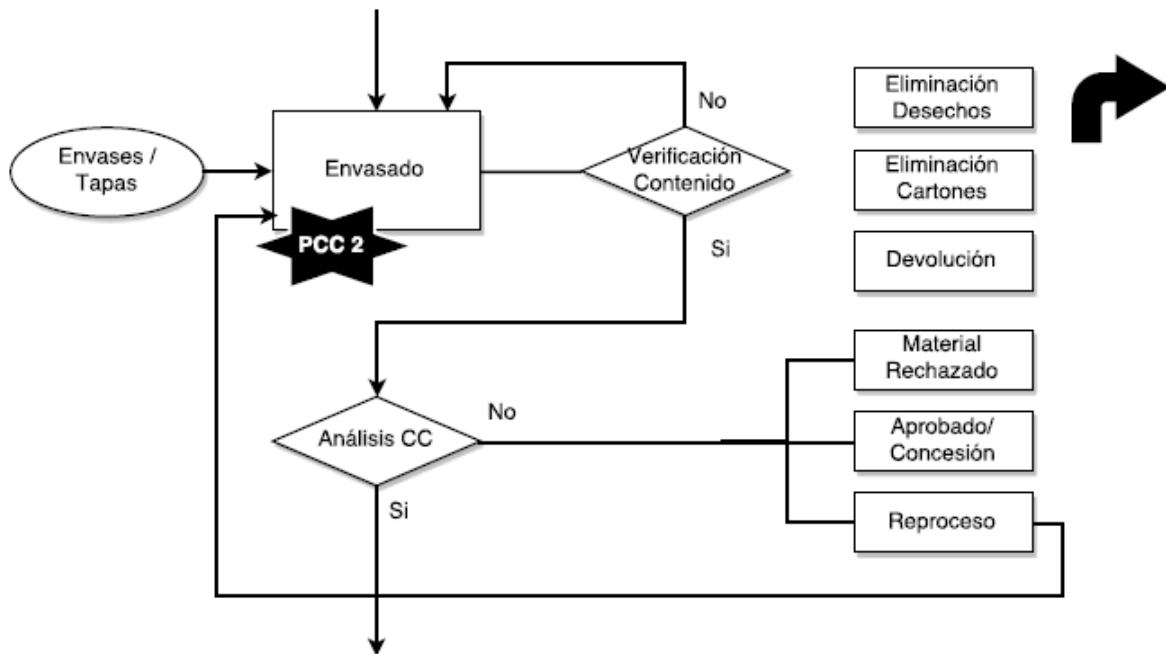 No
Eliminación
Desechos
Envases /
Tapas
Envasado
Verificación
Contenido
Eliminación
Cartones
PCC 2
Si
Devolución
Material
Rechazado
No
Análisis CC
Aprobado/
Concesión
Si
Reproceso